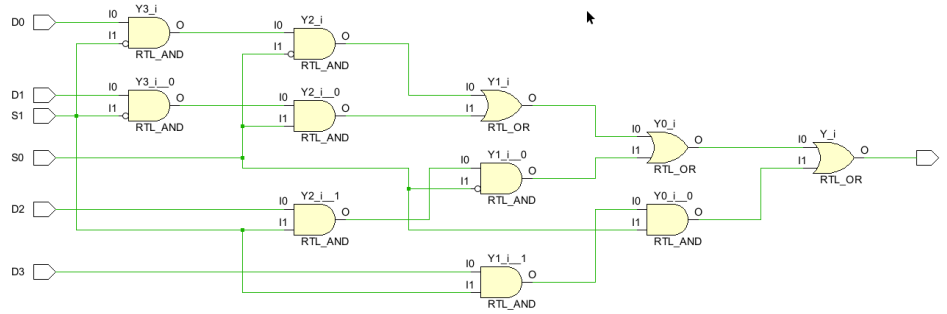 D0 I0 Y3_i O I0 Y2_i O
I1 RTL_AND I1 RTL_AND
D1 I0 Y3_i__0 O I0 Y2_i__0 O I0 Y1_i O
S1 I1 RTL_AND I1 RTL_AND I1 RTL_OR
I0 Y0_i O I0 Y_i O
I1 RTL_OR I1 RTL_OR
S0 I0 Y1_i__0 O
I1 RTL_AND
D2 I0 Y2_i__1 O I0 Y0_i__0 O
I1 RTL_AND I1 RTL_AND
D3 I0 Y1_i__1 O
I1 RTL_AND